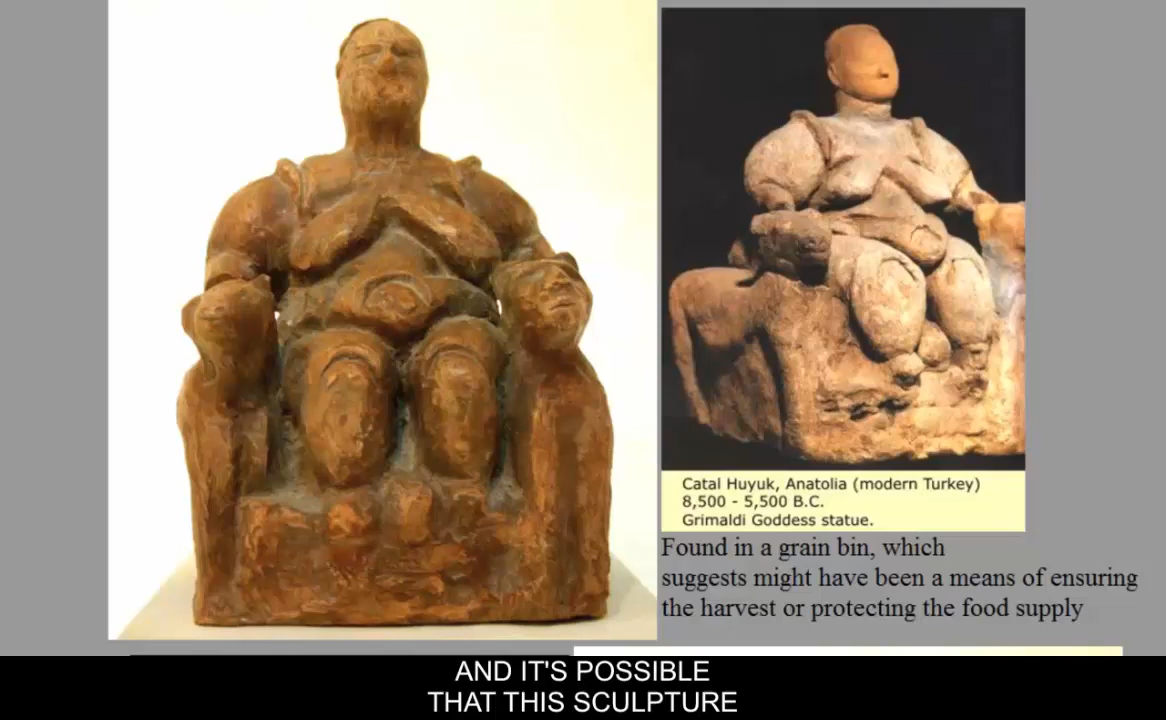 Catal Huyuk, Anatolia (modern Turkey)
8,500 - 5,500 B.C.
Grimaldi Goddess statue.
Found in a grain bin, which
suggests might have been a means of ensuring
the harvest or protecting the food supply
AND IT'S POSSIBLE
THAT THIS SCULPTURE